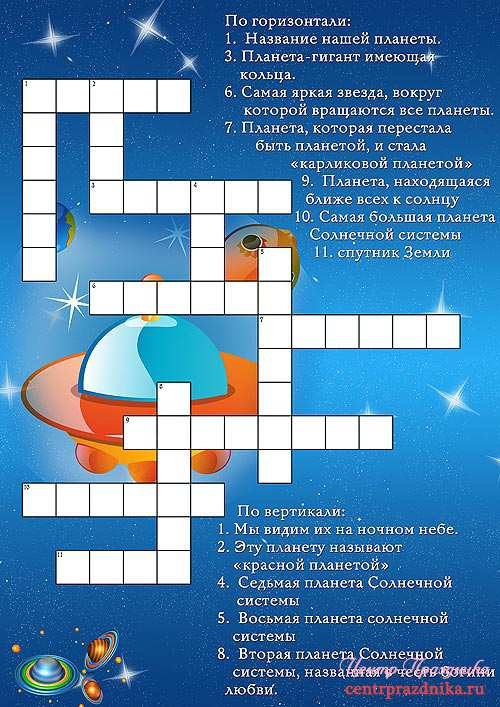 По горизонтали:
1. Название нашей планеты.
3. Планета-гигант имеющая
кольца.
6. Самая яркая звезда, вокруг
которой вращаются все планеты.
7. Планета, которая перестала
быть планетой, и стала
«карликовой планетой»
9. Планета, находящаяся
ближе всех к солнцу
10. Самая большая планета
Солнечной системы
11. спутник Земли
1
2
3
4
5
6
7
8
9
10
11
По вертикали:
1. Мы видим их на ночном небе.
2. Эту планету называют
«красной планетой»
4. Седьмая планета Солнечной
системы
5. Восьмая планета солнечной
системы
8. Вторая планета Солнечной
системы, названная в честь богини
любви.
Центр Праздника
centrprazdnika.ru